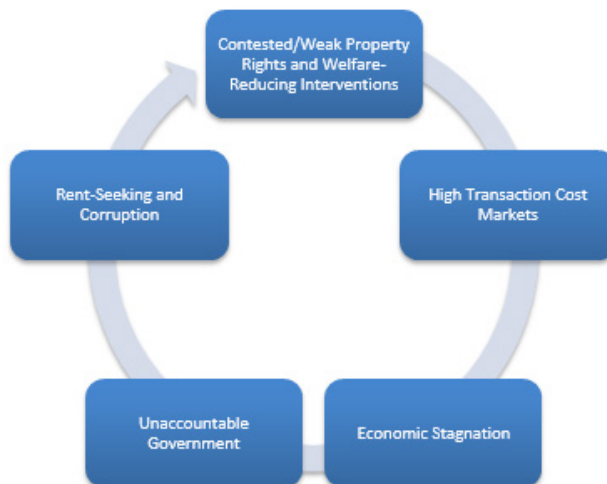 Contested/Weak Property
Rights and Welfare-
Reducing Interventions
High Transaction Cost
Markets
Economic Stagnation
Unaccountable
Government
Rent-Seeking and
Corruption